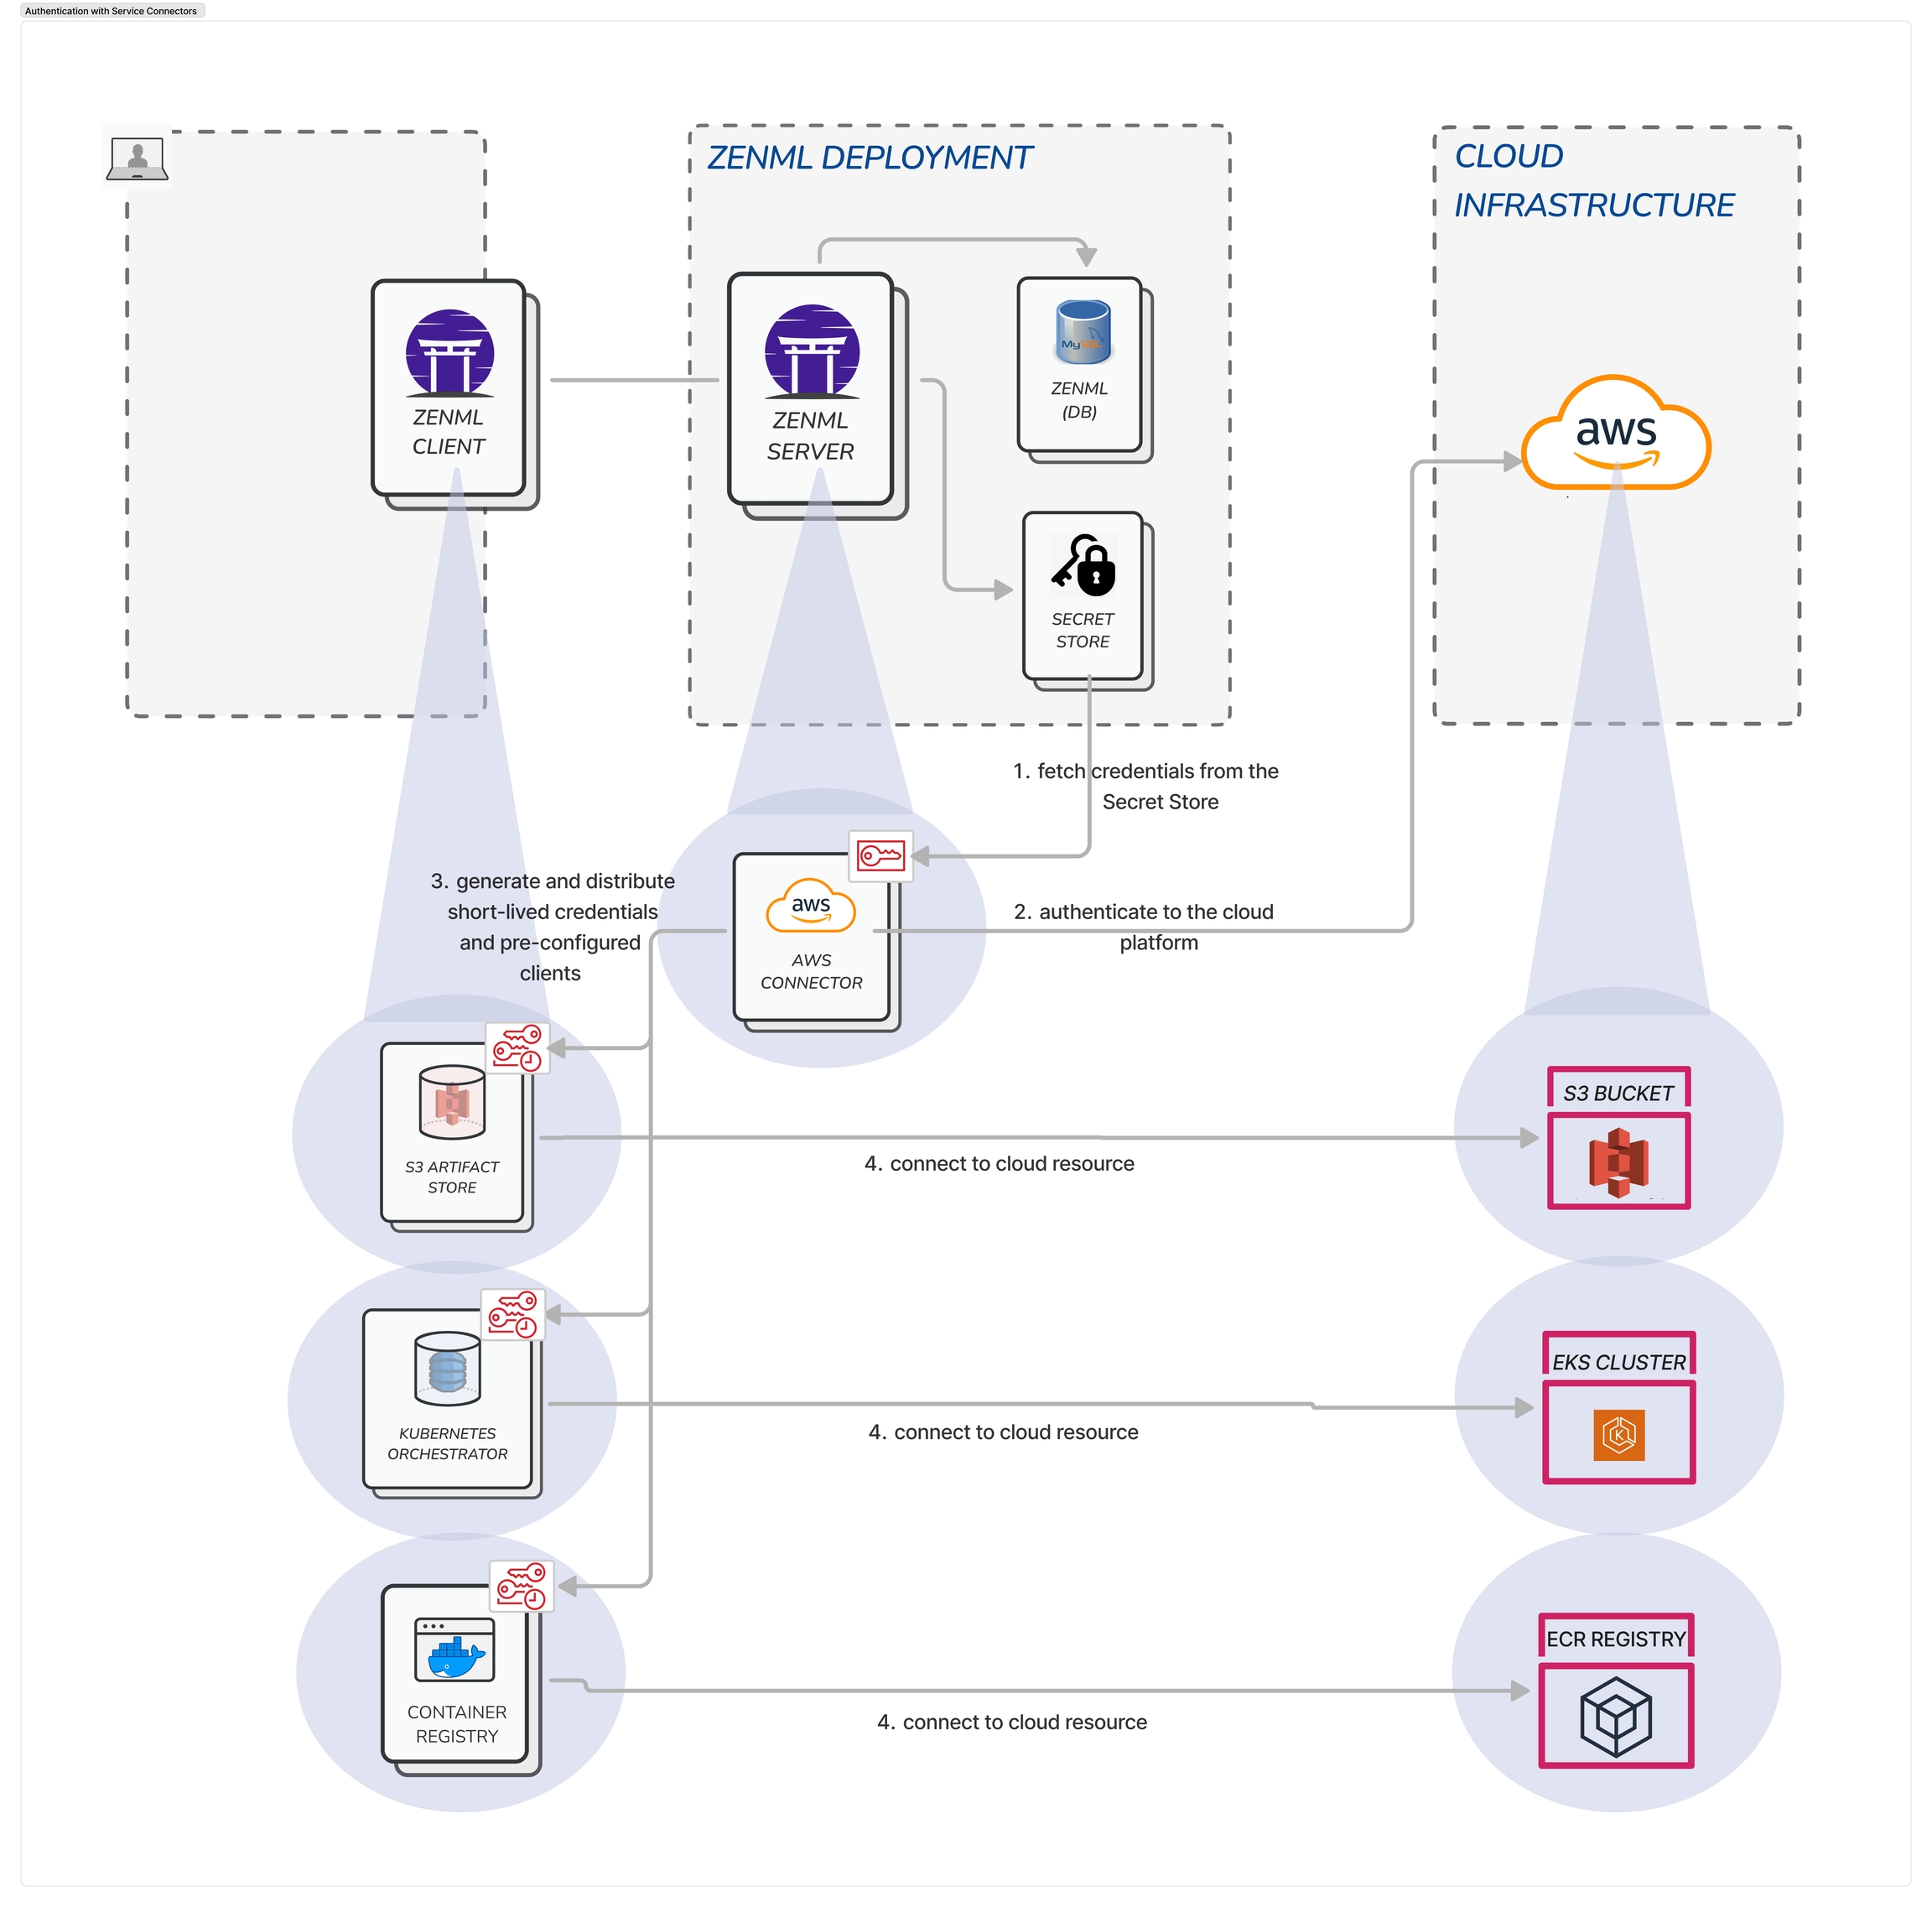 Authentication with Service Connectors
ZENML DEPLOYMENT
CLOUD
INFRASTRUCTURE
ZENML
CLIENT
ZENML
SERVER
MySQL
ZENML
(DB)
aws
SECRET
STORE
1. fetch credentials from the
Secret Store
3. generate and distribute
short-lived credentials
and pre-configured
clients
aws
AWS
CONNECTOR
2. authenticate to the cloud
platform
S3 ARTIFACT
STORE
4. connect to cloud resource
S3 BUCKET
KUBERNETES
ORCHESTRATOR
4. connect to cloud resource
EKS CLUSTER
K
CONTAINER
REGISTRY
4. connect to cloud resource
ECR REGISTRY